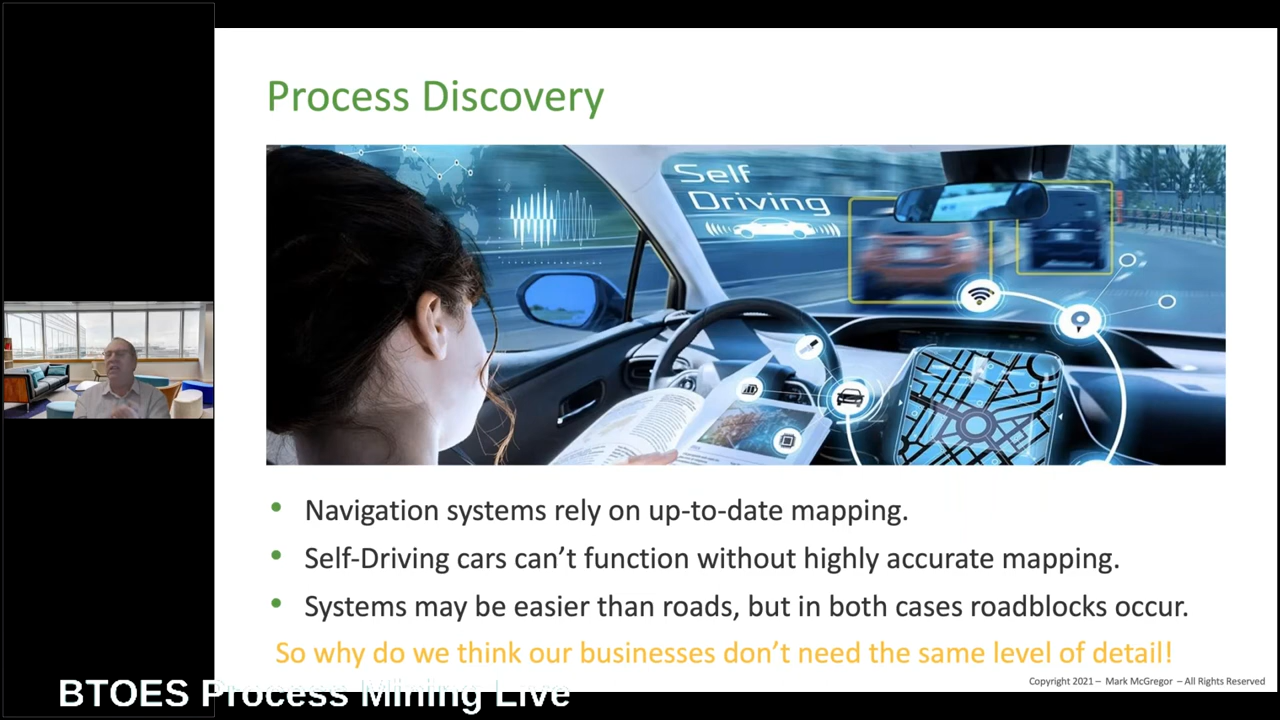 Process Discovery
Self
Driving
• Navigation systems rely on up-to-date mapping.
• Self-Driving cars can’t function without highly accurate mapping.
• Systems may be easier than roads, but in both cases roadblocks occur.
So why do we think our businesses don’t need the same level of detail!
Copyright 2021 – Mark McGregor – All Rights Reserved
BTOES Process Mining Live